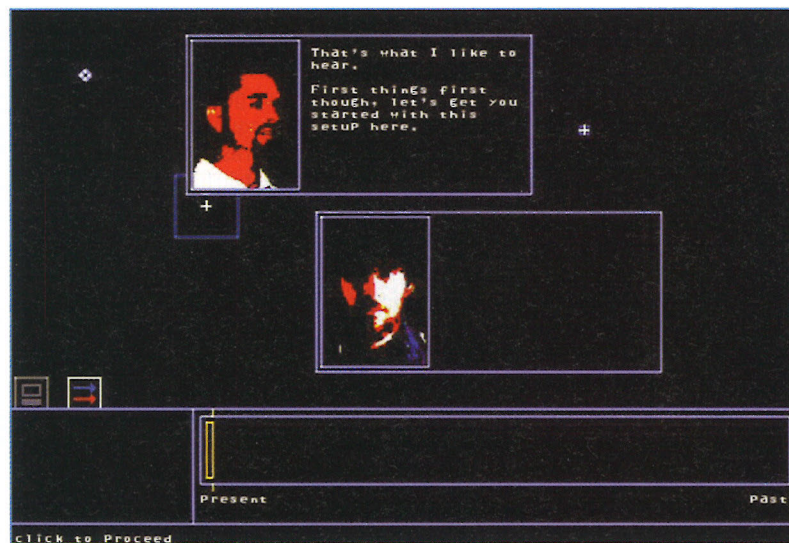 That's what I like to
hear.
First things first
though, let's get you
started with this
setuP here.
Present
Past
click to Proceed